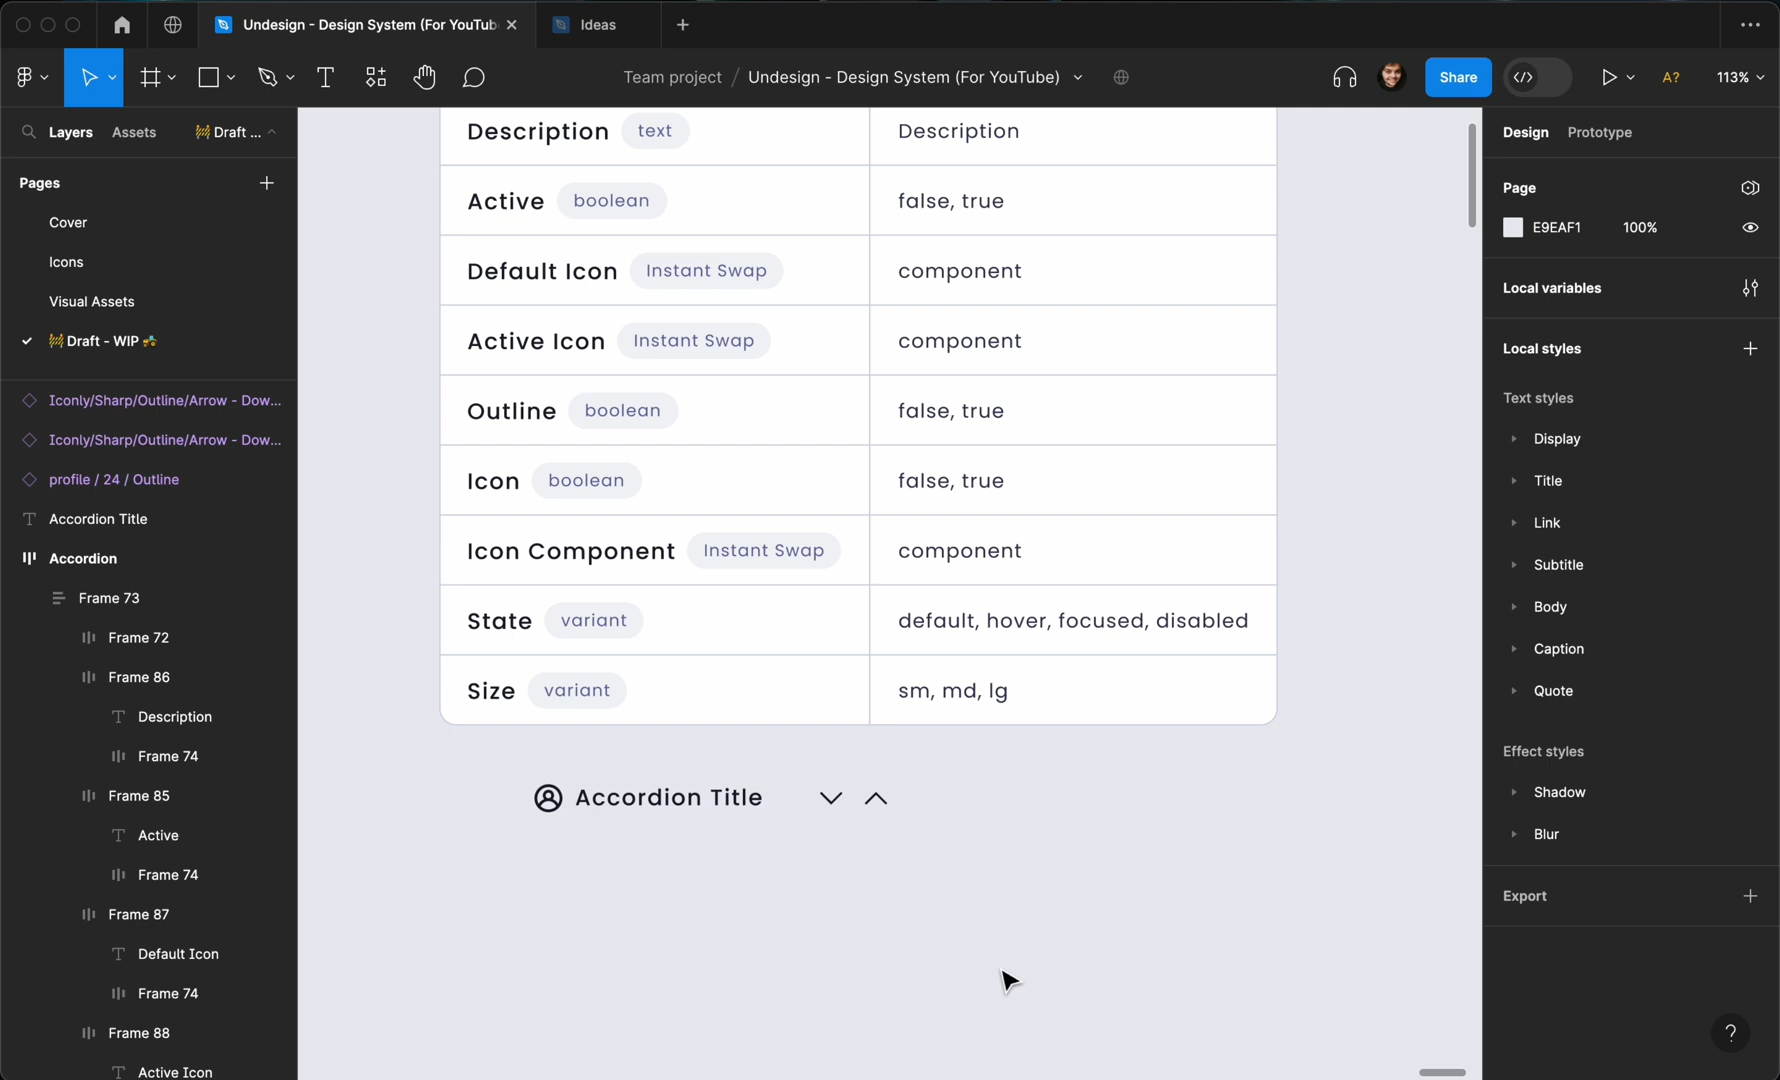 Undesign - Design System (For YouTub
Ideas
Team project / Undesign - Design System (For YouTube)
Share
A?
113%
Layers
Assets
🚧 Draft ...
Pages
Cover
Icons
Visual Assets
🚧 Draft - WIP 🚜
Iconly/Sharp/Outline/Arrow - Dow...
Iconly/Sharp/Outline/Arrow - Dow...
profile / 24 / Outline
Accordion Title
Accordion
Frame 73
Frame 72
Frame 86
Description
Frame 74
Frame 85
Active
Frame 74
Frame 87
Default Icon
Frame 74
Frame 88
Active Icon
Description text Description
Active boolean false, true
Default Icon Instant Swap component
Active Icon Instant Swap component
Outline boolean false, true
Icon boolean false, true
Icon Component Instant Swap component
State variant default, hover, focused, disabled
Size variant sm, md, lg
Accordion Title
Design
Prototype
Page
E9EAF1 100%
Local variables
Local styles
Text styles
Display
Title
Link
Subtitle
Body
Caption
Quote
Effect styles
Shadow
Blur
Export
?